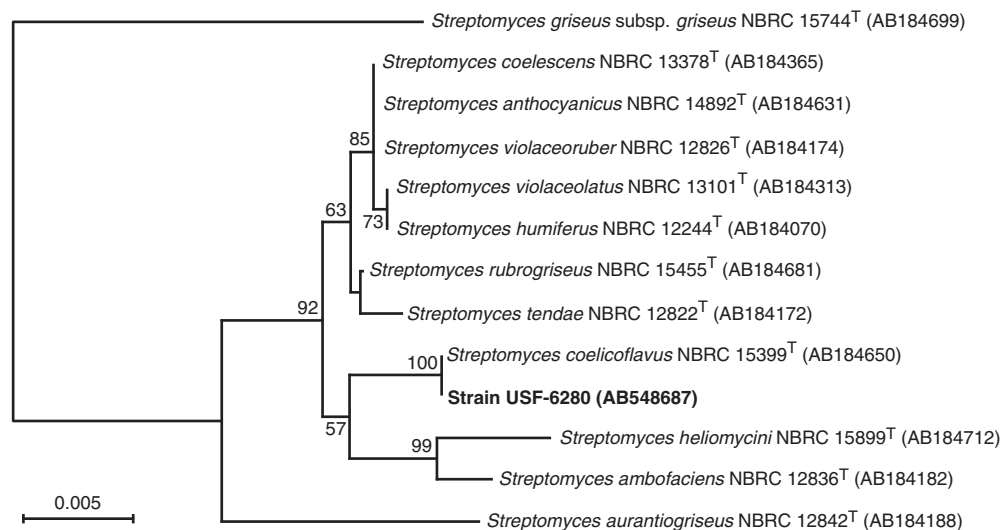 Streptomyces griseus subsp. griseus NBRC 15744T (AB184699)
Streptomyces coelescens NBRC 13378T (AB184365)
Streptomyces anthocyanicus NBRC 14892T (AB184631)
85
Streptomyces violaceoruber NBRC 12826T (AB184174)
Streptomyces violaceolatus NBRC 13101T (AB184313)
63
73
Streptomyces humiferus NBRC 12244T (AB184070)
Streptomyces rubrogriseus NBRC 15455T (AB184681)
92
Streptomyces tendae NBRC 12822T (AB184172)
100
Streptomyces coelicoflavus NBRC 15399T (AB184650)
Strain USF-6280 (AB548687)
57
Streptomyces heliomycini NBRC 15899T (AB184712)
99
Streptomyces ambofaciens NBRC 12836T (AB184182)
0.005
Streptomyces aurantiogriseus NBRC 12842T (AB184188)